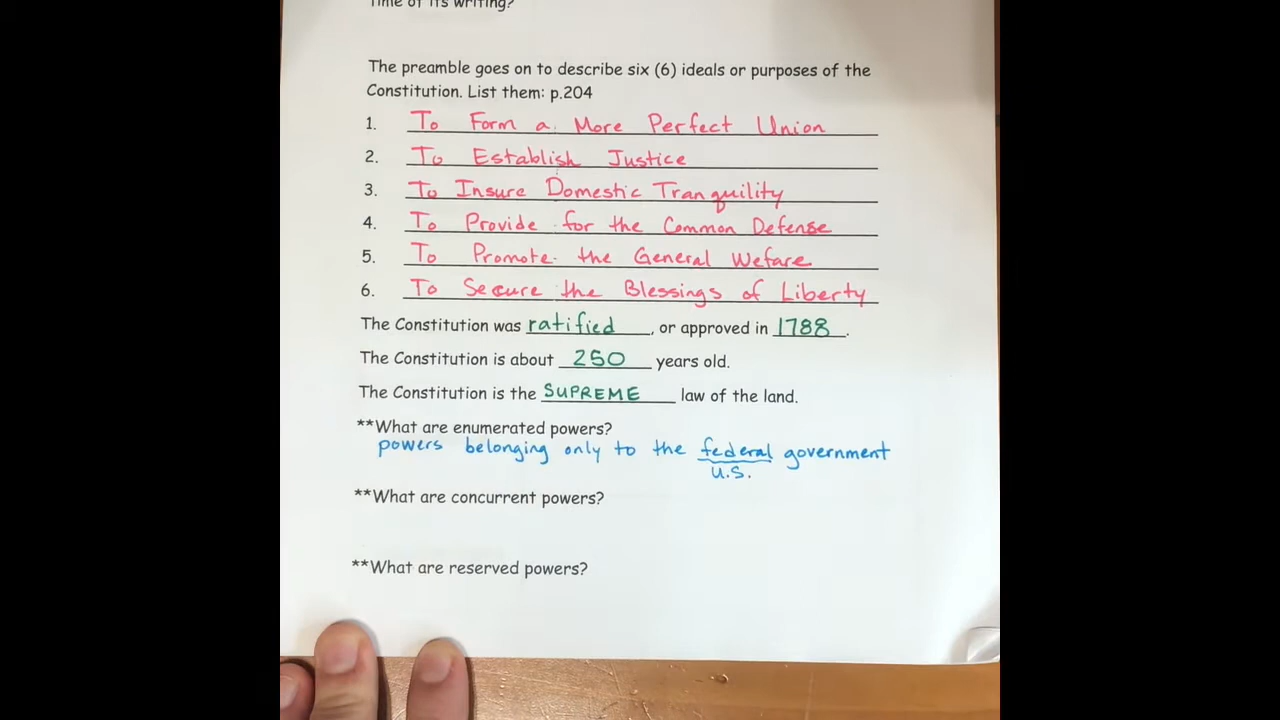 Time of its writing?
The preamble goes on to describe six (6) ideals or purposes of the
Constitution. List them: p.204
1. To Form a More Perfect Union
2. To Establish Justice
3. To Insure Domestic Tranquility
4. To Provide for the Common Defense
5. To Promote the General Wefare
6. To Secure the Blessings of Liberty
The Constitution was ratified, or approved in 1788.
The Constitution is about 250 years old.
The Constitution is the SUPREME law of the land.
**What are enumerated powers?
powers belonging only to the federal government
U.S.
**What are concurrent powers?
**What are reserved powers?